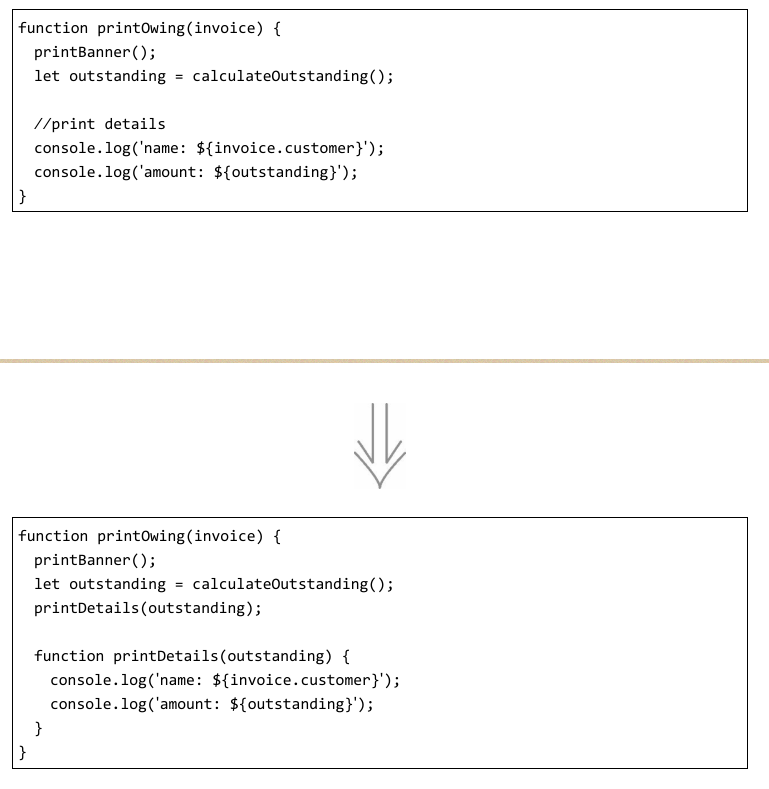 function printOwing(invoice) {
printBanner();
let outstanding = calculateOutstanding();
//print details
console.log('name: ${invoice.customer}');
console.log('amount: ${outstanding}');
}
function printOwing(invoice) {
printBanner();
let outstanding = calculateOutstanding();
printDetails(outstanding);
function printDetails(outstanding) {
console.log('name: ${invoice.customer}');
console.log('amount: ${outstanding}');
}
}